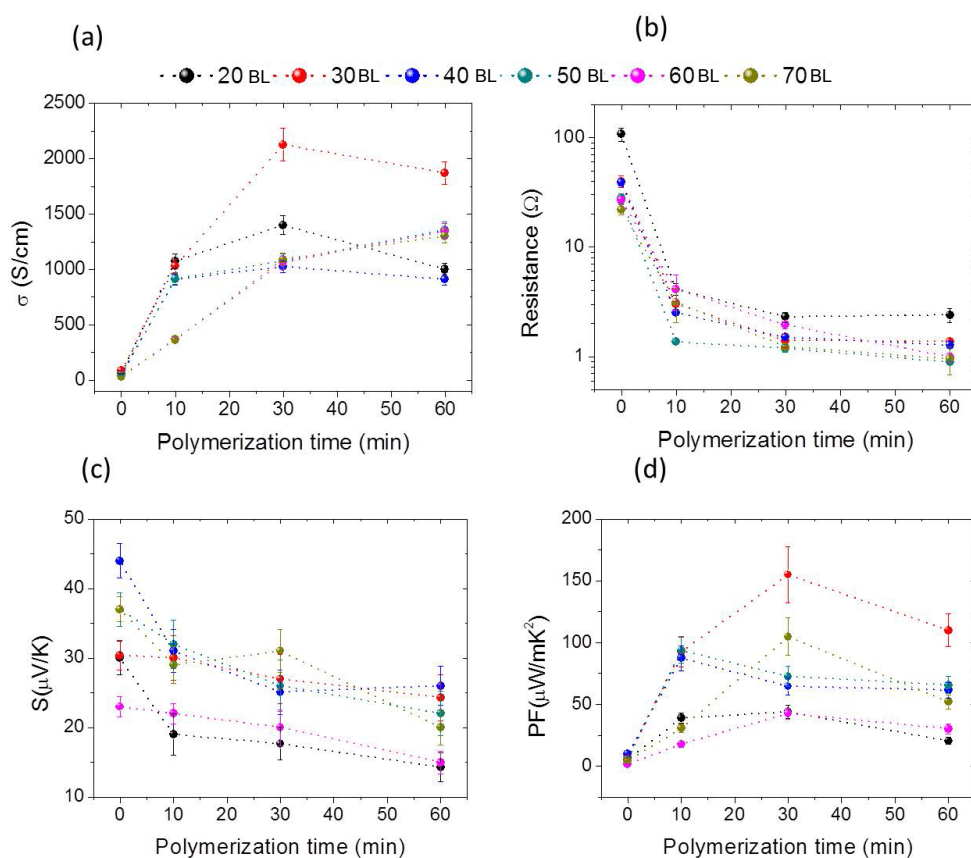 (a)
(b)
20 BL 30 BL 40 BL 50 BL 60 BL 70 BL
2500
2000
1500
1000
500
0
σ (S/cm)
0 10 20 30 40 50 60
Polymerization time (min)
100
10
1
Resistance (Ω)
0 10 20 30 40 50 60
Polymerization time (min)
(c)
(d)
50
40
30
20
10
S(μV/K)
0 10 20 30 40 50 60
Polymerization time (min)
200
150
100
50
0
PF(μW/mK²)
0 10 20 30 40 50 60
Polymerization time (min)